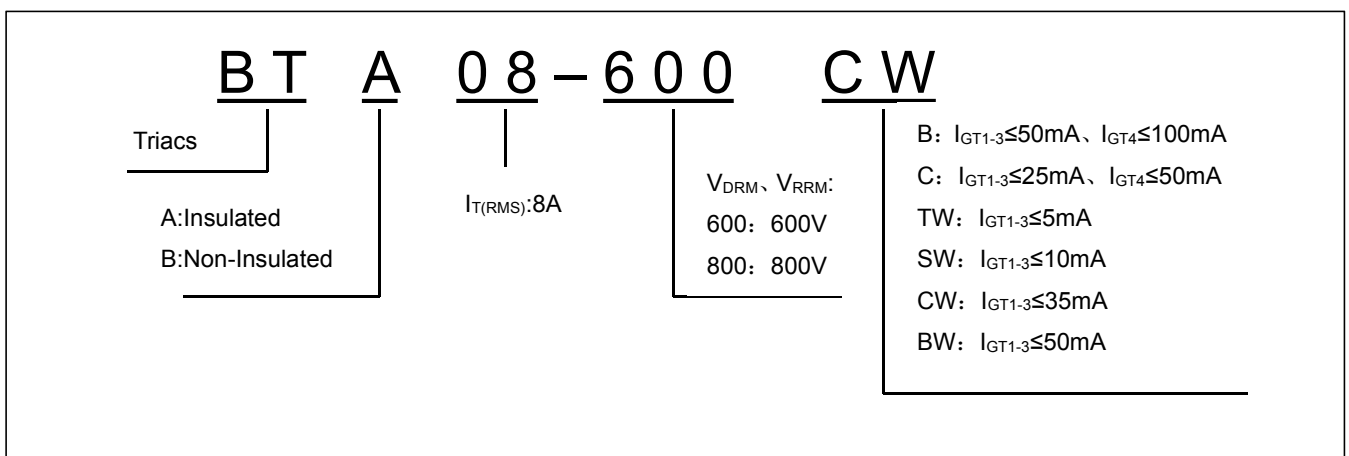 BT A 08–600 CW
Triacs
A:Insulated
B:Non-Insulated
IT(RMS):8A
VDRM、VRRM:
600：600V
800：800V
B：IGT1-3≤50mA、IGT4≤100mA
C：IGT1-3≤25mA、IGT4≤50mA
TW：IGT1-3≤5mA
SW：IGT1-3≤10mA
CW：IGT1-3≤35mA
BW：IGT1-3≤50mA